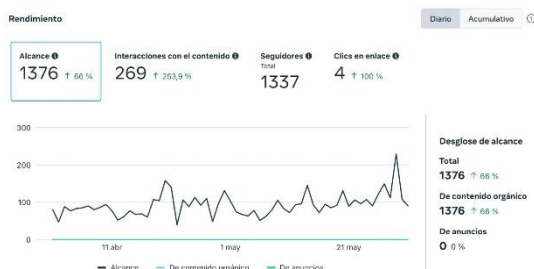 Rendimiento
Diario Acumulativo
Alcance
1376 ↑ 66 %
Interacciones con el contenido
269 ↑ 253,9 %
Seguidores
Total
1337
Clics en enlace
4 ↑ 100 %
300
200
100
0
11 abr 1 may 21 may
Alcance De contenido orgánico De anuncios
Desglose de alcance
Total
1376 ↑ 66 %
De contenido orgánico
1376 ↑ 66 %
De anuncios
0 0 %